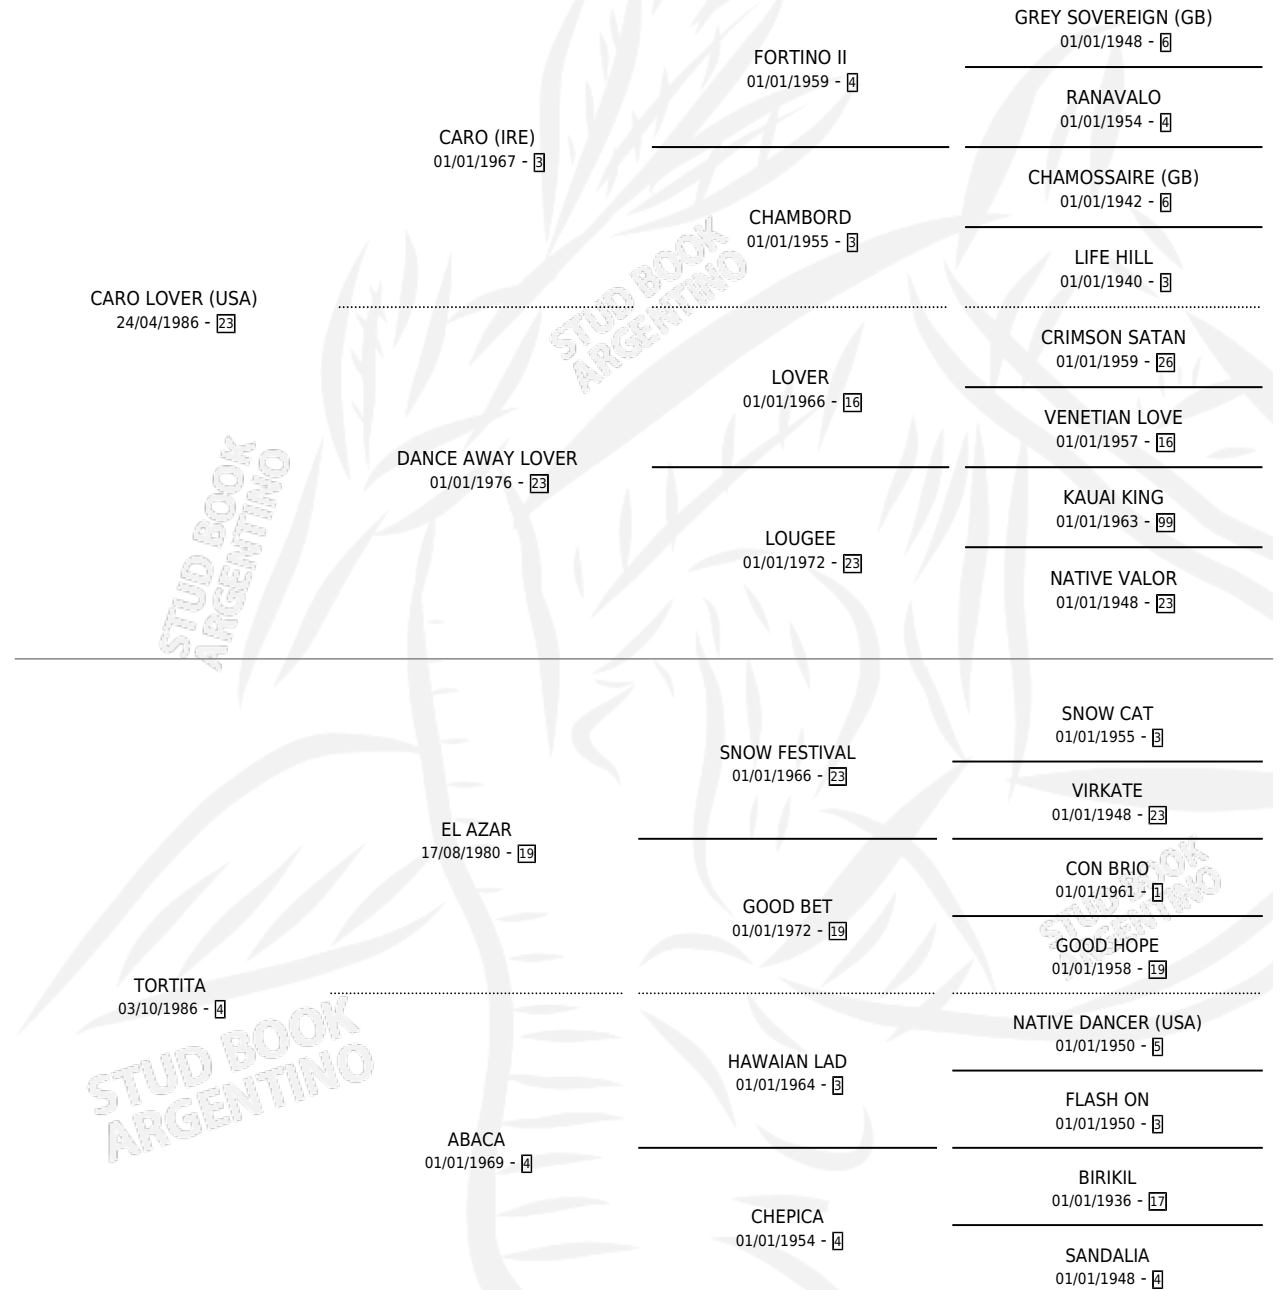 GREY SOVEREIGN (GB)
01/01/1948 - 6
FORTINO II
01/01/1959 - 4
RANAVALO
01/01/1954 - 4
CARO (IRE)
01/01/1967 - 3
CHAMOSSAIRE (GB)
01/01/1942 - 6
CHAMBORD
01/01/1955 - 3
LIFE HILL
01/01/1940 - 3
CARO LOVER (USA)
24/04/1986 - 23
CRIMSON SATAN
01/01/1959 - 26
LOVER
01/01/1966 - 16
VENETIAN LOVE
01/01/1957 - 16
DANCE AWAY LOVER
01/01/1976 - 23
KAUAI KING
01/01/1963 - 99
LOUGEE
01/01/1972 - 23
NATIVE VALOR
01/01/1948 - 23
SNOW CAT
01/01/1955 - 3
SNOW FESTIVAL
01/01/1966 - 23
VIRKATE
01/01/1948 - 23
EL AZAR
17/08/1980 - 19
CON BRIO
01/01/1961 - 1
GOOD BET
01/01/1972 - 19
GOOD HOPE
01/01/1958 - 19
TORTITA
03/10/1986 - 4
NATIVE DANCER (USA)
01/01/1950 - 5
HAWAIAN LAD
01/01/1964 - 3
FLASH ON
01/01/1950 - 3
ABACA
01/01/1969 - 4
BIRIKIL
01/01/1936 - 17
CHEPICA
01/01/1954 - 4
SANDALIA
01/01/1948 - 4
STUD BOOK
ARGENTINO
STUD BOOK
ARGENTINO
STUD BOOK
ARGENTINO
STUD BOOK
ARGENTINO